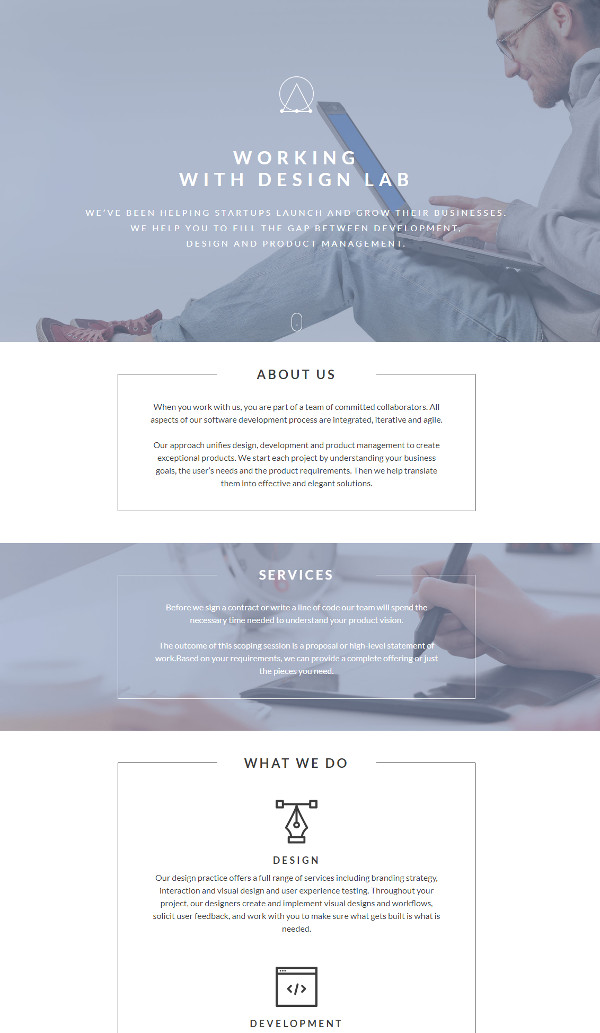 WORKING
WITH DESIGN LAB
WE'VE BEEN HELPING STARTUPS LAUNCH AND GROW THEIR BUSINESSES.
WE HELP YOU TO FILL THE GAP BETWEEN DEVELOPMENT,
DESIGN AND PRODUCT MANAGEMENT.
ABOUT US
When you work with us, you are part of a team of committed collaborators. All
aspects of our software development process are integrated, iterative and agile.
Our approach unifies design, development and product management to create
exceptional products. We start each project by understanding your business
goals, the user's needs and the product requirements. Then we help translate
them into effective and elegant solutions.
SERVICES
Before we sign a contract or write a line of code our team will spend the
necessary time needed to understand your product vision.
The outcome of this scoping session is a proposal or high-level statement of
work.Based on your requirements, we can provide a complete offering or just
the pieces you need.
WHAT WE DO
DESIGN
Our design practice offers a full range of services including branding strategy,
interaction and visual design and user experience testing. Throughout your
project, our designers create and implement visual designs and workflows,
solicit user feedback, and work with you to make sure what gets built is what is
needed.
</>
DEVELOPMENT